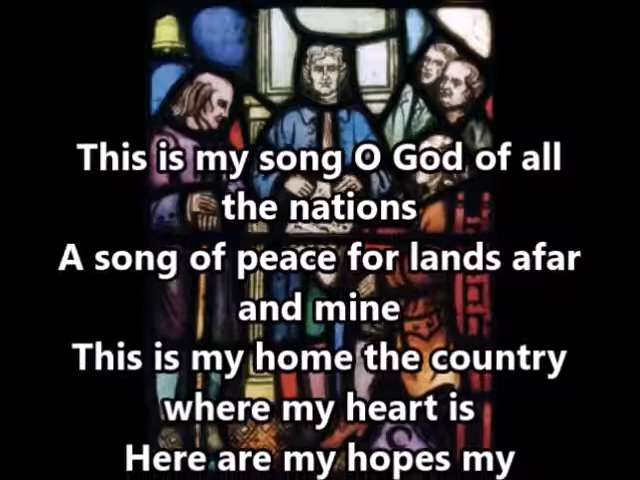 This is my song O God of all
the nations
A song of peace for lands afar
and mine
This is my home the country
where my heart is
Here are my hopes my